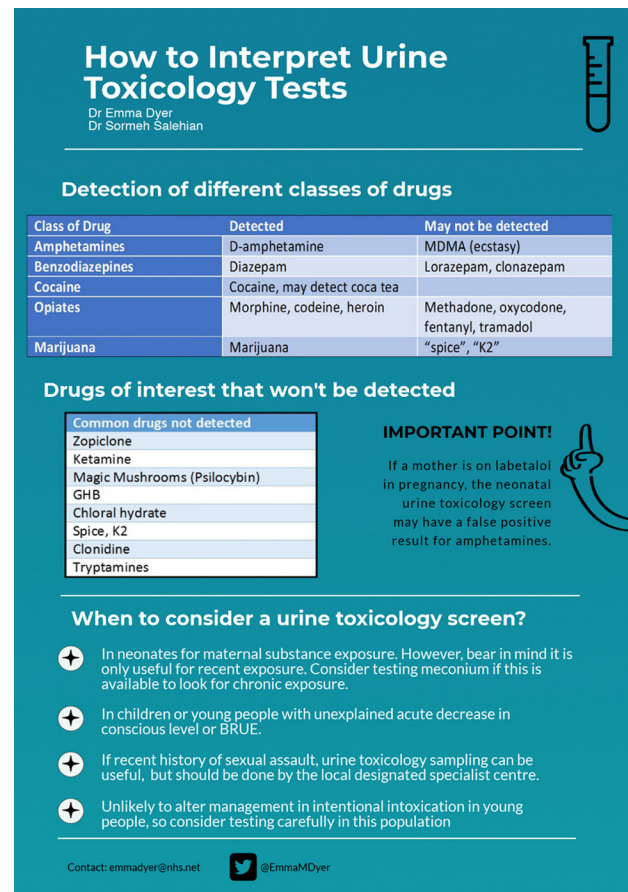 How to Interpret Urine
Toxicology Tests
Dr Emma Dyer
Dr Sormeh Salehian
Detection of different classes of drugs
Class of Drug Detected May not be detected
Amphetamines D-amphetamine MDMA (ecstasy)
Benzodiazepines Diazepam Lorazepam, clonazepam
Cocaine Cocaine, may detect coca tea
Opiates Morphine, codeine, heroin Methadone, oxycodone,
fentanyl, tramadol
Marijuana Marijuana "spice", "K2"
Drugs of interest that won't be detected
Common drugs not detected
Zopiclone
Ketamine
Magic Mushrooms (Psilocybin)
GHB
Chloral hydrate
Spice, K2
Clonidine
Tryptamines
IMPORTANT POINT!
If a mother is on labetalol
in pregnancy, the neonatal
urine toxicology screen
may have a false positive
result for amphetamines.
When to consider a urine toxicology screen?
In neonates for maternal substance exposure. However, bear in mind it is
only useful for recent exposure. Consider testing meconium if this is
available to look for chronic exposure.
In children or young people with unexplained acute decrease in
conscious level or BRUE.
If recent history of sexual assault, urine toxicology sampling can be
useful, but should be done by the local designated specialist centre.
Unlikely to alter management in intentional intoxication in young
people, so consider testing carefully in this population
Contact: emmadyer@nhs.net @EmmaMDyer